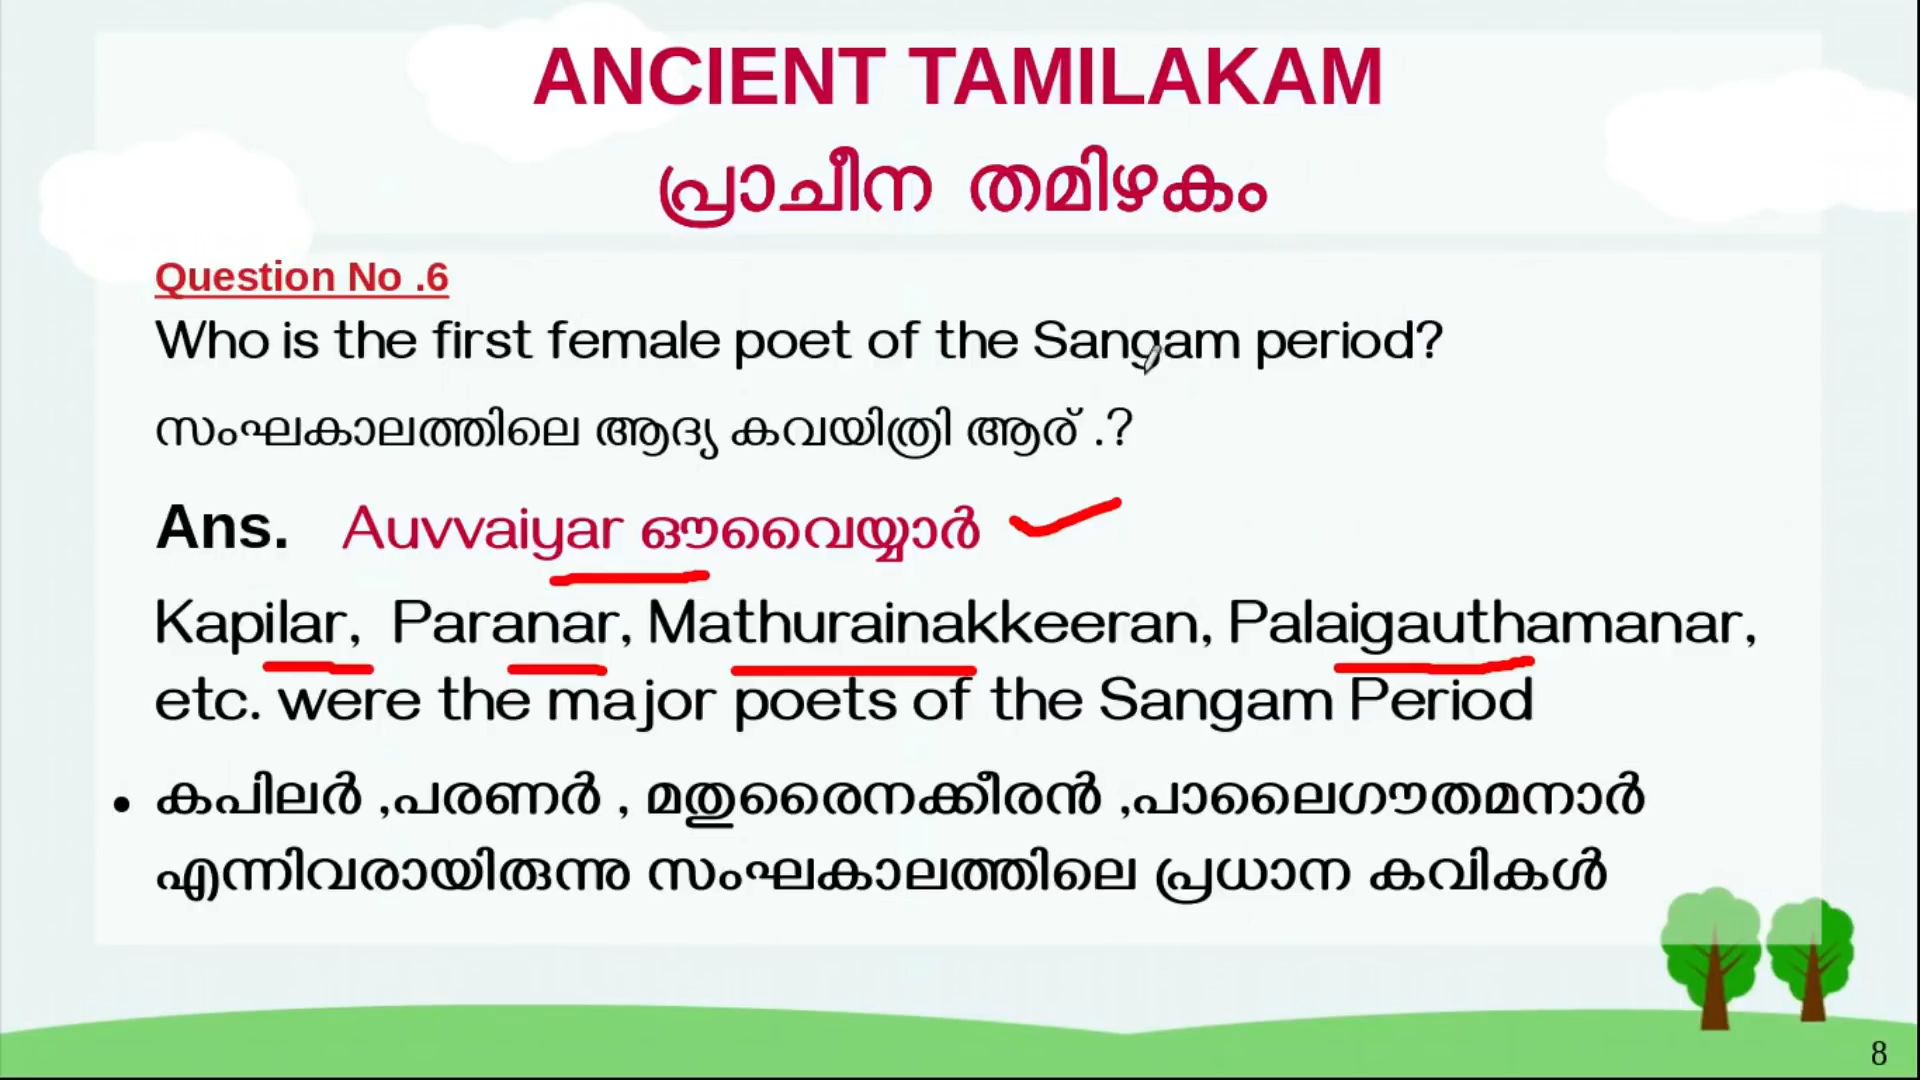 ANCIENT TAMILAKAM
പ്രാചീന തമിഴകം
Question No .6
Who is the first female poet of the Sangam period?
സംഘകാലത്തിലെ ആദ്യ കവയിത്രി ആര് .?
Ans. Auvvaiyar ഔവൈയ്യാർ
Kapilar, Paranar, Mathurainakkeeran, Palaigauthamanar,
etc. were the major poets of the Sangam Period
• കപിലർ ,പരണർ , മതുരൈനക്കീരൻ ,പാലൈഗൗതമനാർ
എന്നിവരായിരുന്നു സംഘകാലത്തിലെ പ്രധാന കവികൾ
8